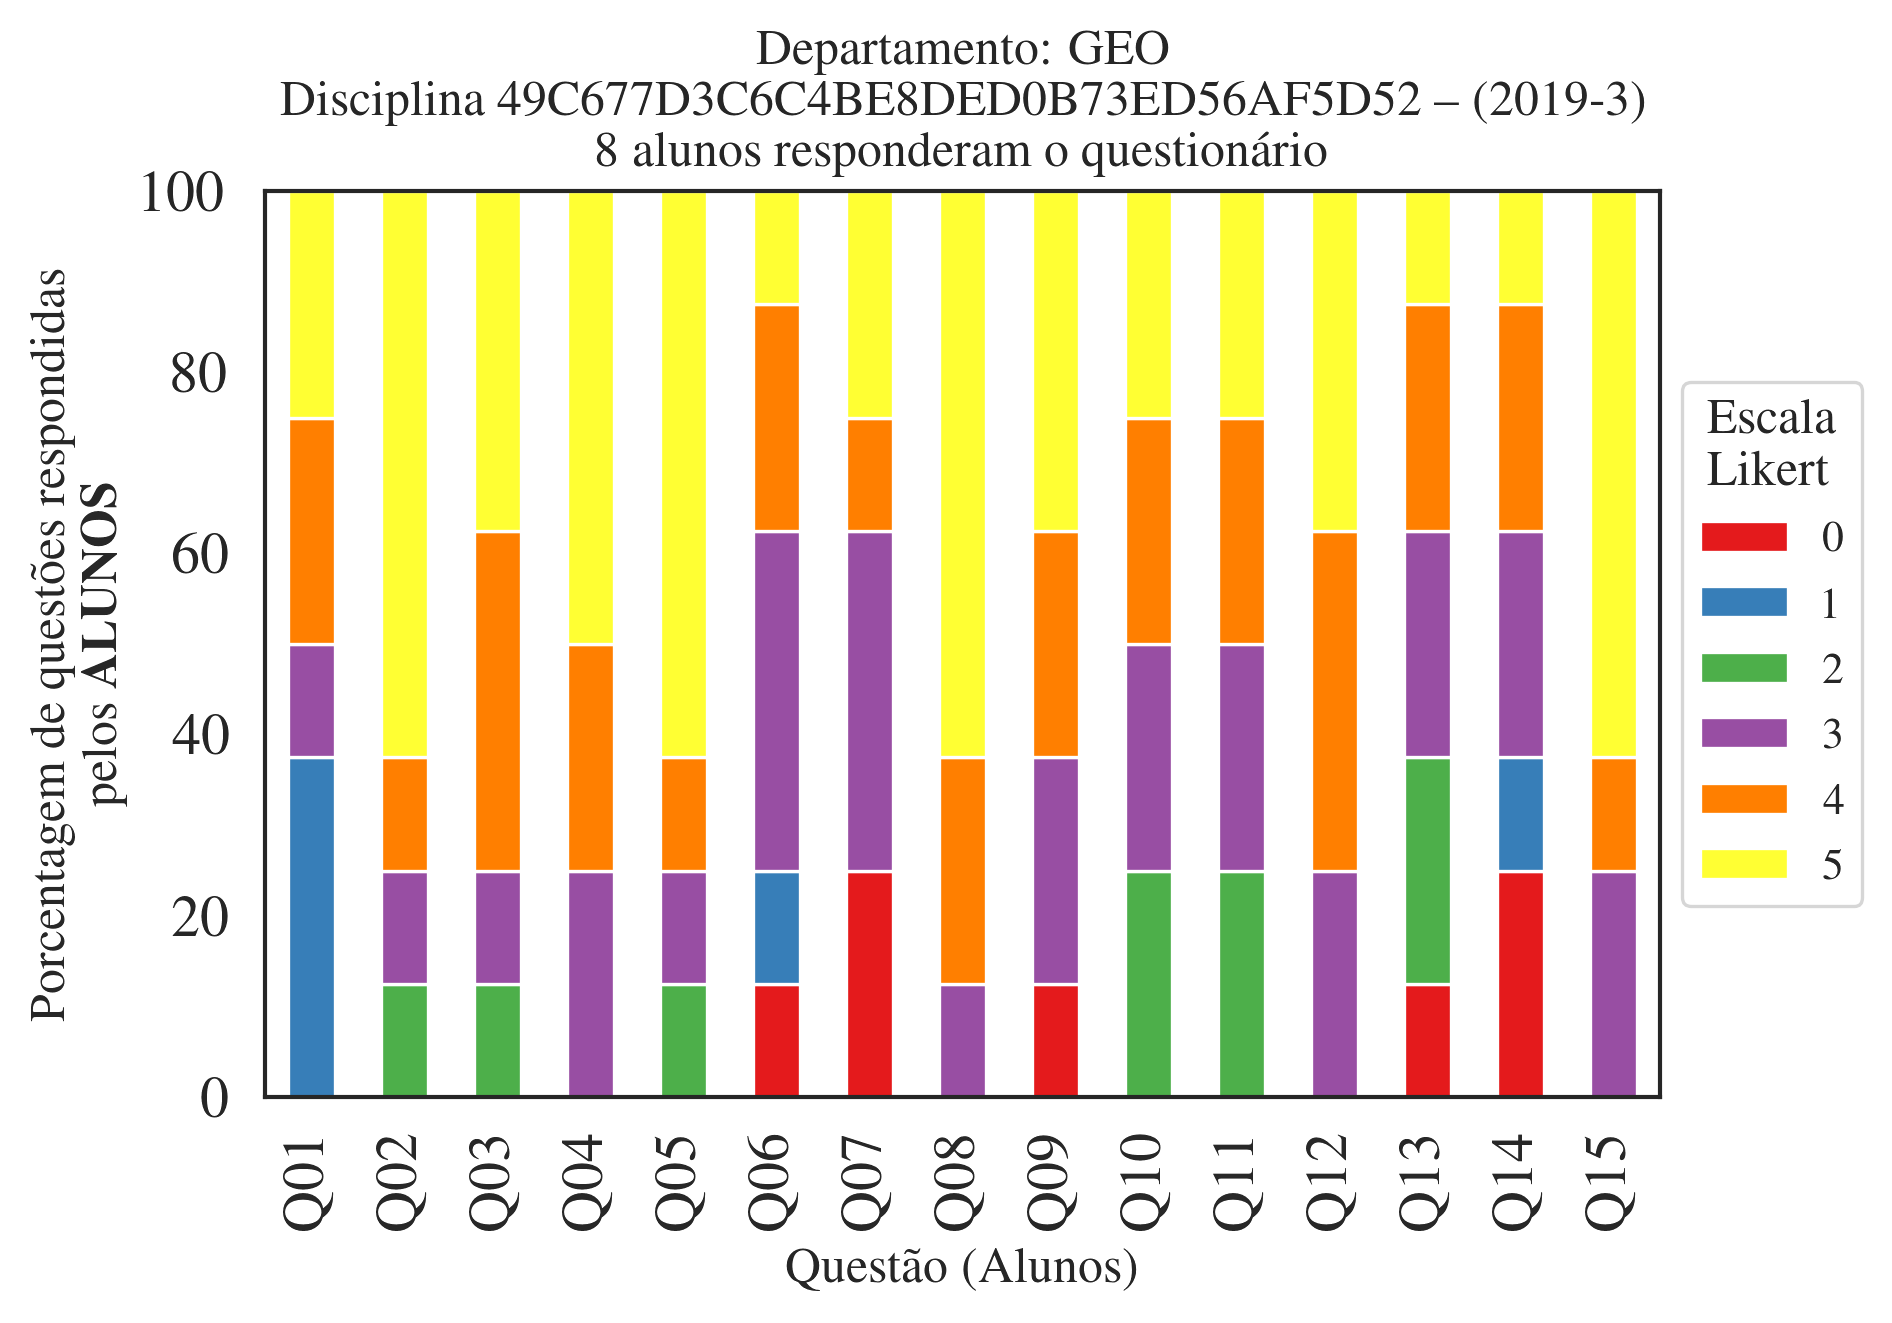 Departamento: GEO
Disciplina 49C677D3C6C4BE8DED0B73ED56AF5D52 – (2019-3)
8 alunos responderam o questionário
Porcentagem de questões respondidas
pelos ALUNOS
100
80
60
40
20
0
Q01
Q02
Q03
Q04
Q05
Q06
Q07
Q08
Q09
Q10
Q11
Q12
Q13
Q14
Q15
Questão (Alunos)
Escala
Likert
0
1
2
3
4
5